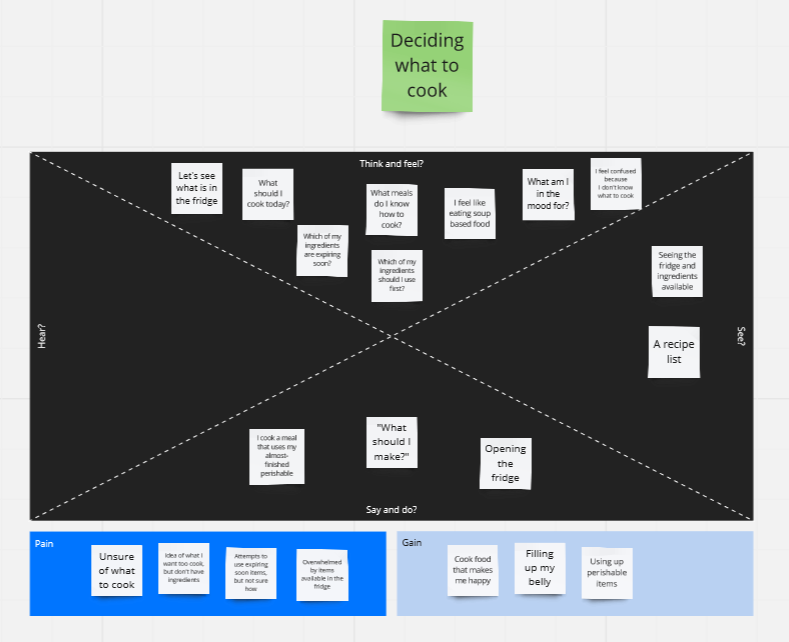 Deciding
what to
cook
Think and feel?
Let's see
what is in
the fridge
What
should I
cook today?
What meals
do I know
how to
cook?
I feel like
eating soup
based food
What am I
in the
mood for?
I feel confused
because
I don't know
what to cook
Which of my
ingredients
are expiring
soon?
Which of my
ingredients
should I use
first?
Seeing the
fridge and
ingredients
available
Hear?
See?
A recipe
list
I cook a meal
that uses my
almost-
finished
perishable
"What
should I
make?"
Opening
the
fridge
Say and do?
Pain
Unsure
of what
to cook
Idea of what I
want too cook,
but don't have
ingredients
Attempts to
use expiring
soon items,
but not sure
how
Overwhelmed
by items
available in the
fridge
Gain
Cook food
that makes
me happy
Filling
up my
belly
Using up
perishable
items